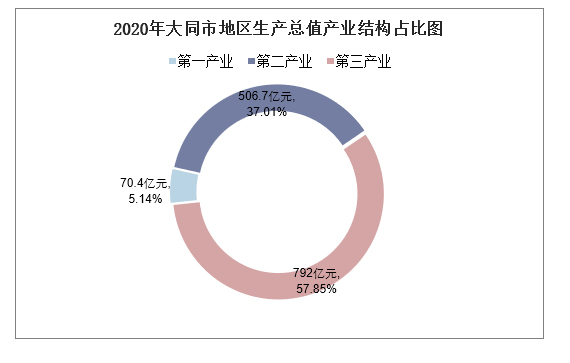 2020年大同市地区生产总值产业结构占比图
第一产业 第二产业 第三产业
506.7亿元,
37.01%
70.4亿元,
5.14%
792亿元,
57.85%